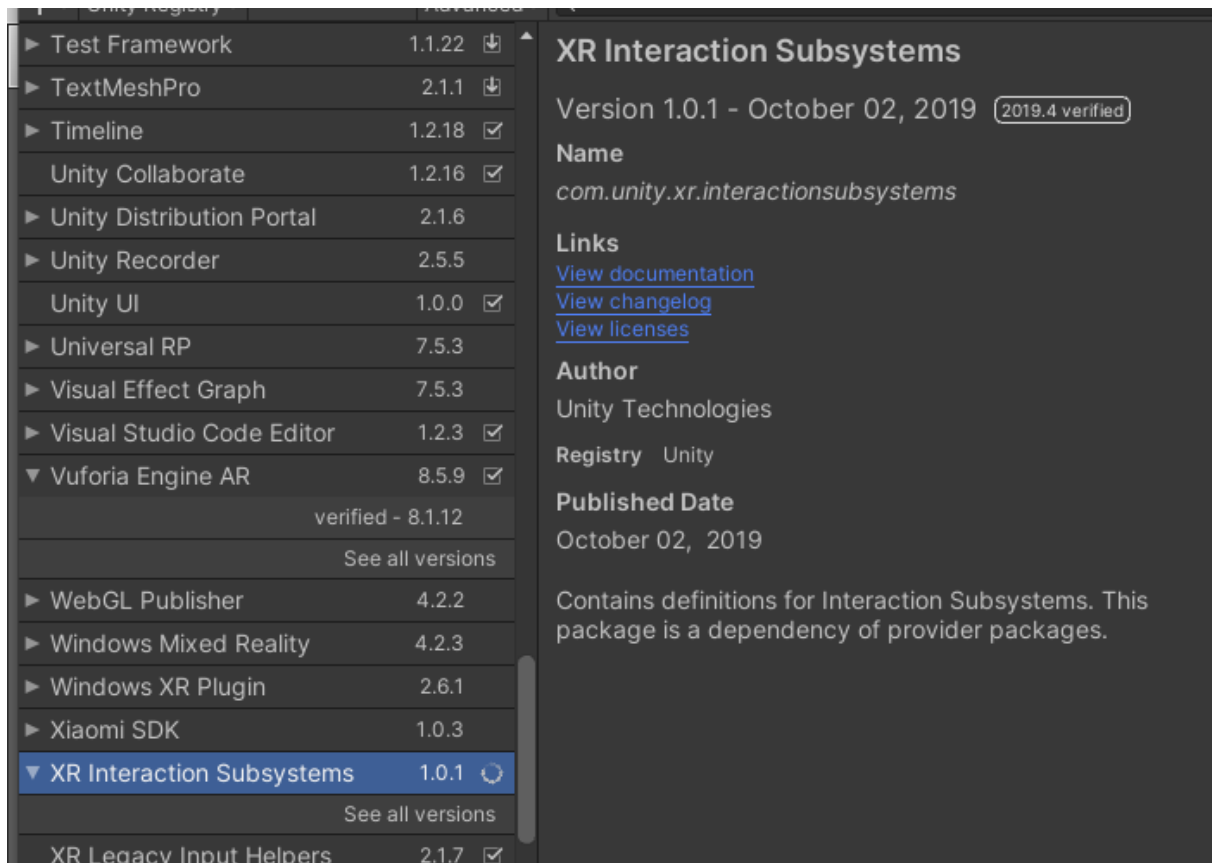 Unity Registry
Advanced
Test Framework 1.1.22
TextMeshPro 2.1.1
Timeline 1.2.18
Unity Collaborate 1.2.16
Unity Distribution Portal 2.1.6
Unity Recorder 2.5.5
Unity UI 1.0.0
Universal RP 7.5.3
Visual Effect Graph 7.5.3
Visual Studio Code Editor 1.2.3
Vuforia Engine AR 8.5.9
verified - 8.1.12
See all versions
WebGL Publisher 4.2.2
Windows Mixed Reality 4.2.3
Windows XR Plugin 2.6.1
Xiaomi SDK 1.0.3
XR Interaction Subsystems 1.0.1
See all versions
XR Legacy Input Helpers 2.1.7
XR Interaction Subsystems
Version 1.0.1 - October 02, 2019 2019.4 verified
Name
com.unity.xr.interactionsubsystems
Links
View documentation
View changelog
View licenses
Author
Unity Technologies
Registry Unity
Published Date
October 02, 2019
Contains definitions for Interaction Subsystems. This
package is a dependency of provider packages.